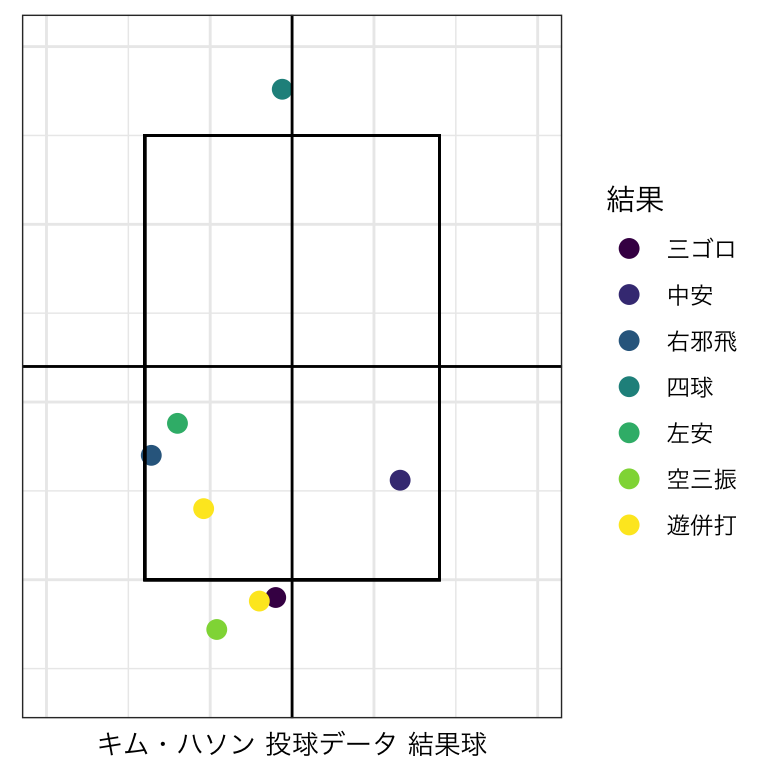 結果
三ゴロ
中安
右邪飛
四球
左安
空三振
遊併打
キム・ハソン 投球データ 結果球